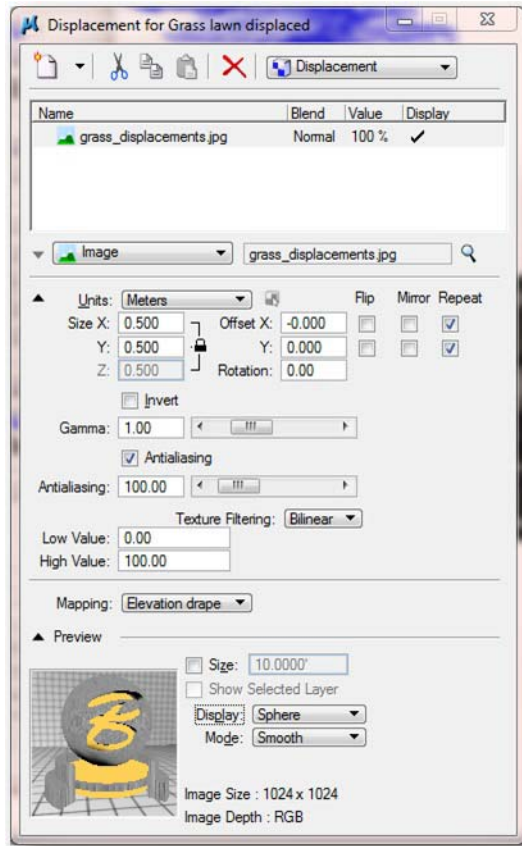 Displacement for Grass lawn displaced
Displacement
Name Blend Value Display
grass_displacements.jpg Normal 100 %
Image grass_displacements.jpg
Units: Meters Flip Mirror Repeat
Size X: 0.500 Offset X: -0.000
Y: 0.500 Y: 0.000
Z: 0.500 Rotation: 0.00
Invert
Gamma: 1.00
Antialiasing
Antialiasing: 100.00
Texture Filtering: Bilinear
Low Value: 0.00
High Value: 100.00
Mapping: Elevation drape
Preview
Size: 10.0000'
Show Selected Layer
Display: Sphere
Mode: Smooth
Image Size : 1024 x 1024
Image Depth : RGB